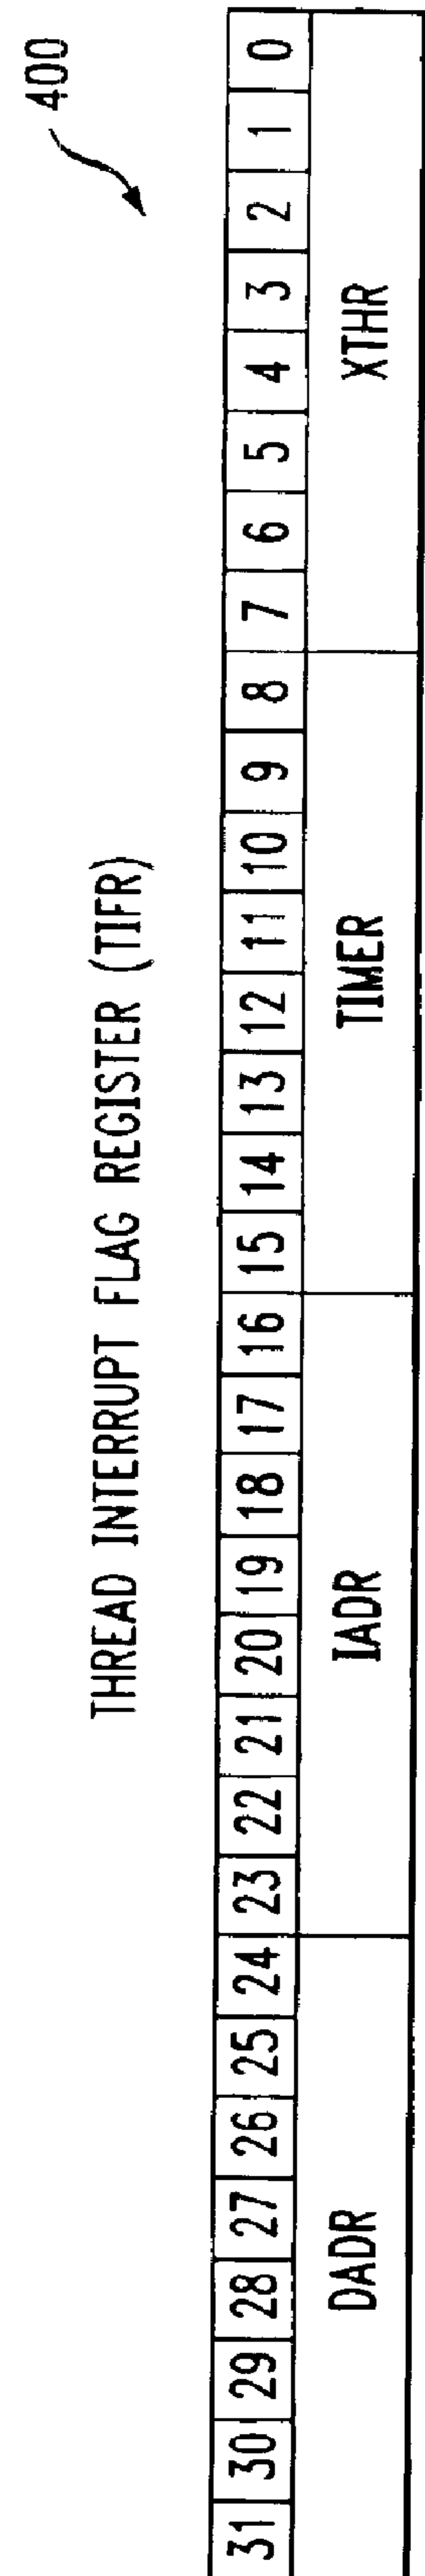 400
THREAD INTERRUPT FLAG REGISTER (TIFR)
31 30 29 28 27 26 25 24 23 22 21 20 19 18 17 16 15 14 13 12 11 10 9 8 7 6 5 4 3 2 1 0
DADR IADR TIMER XTHR